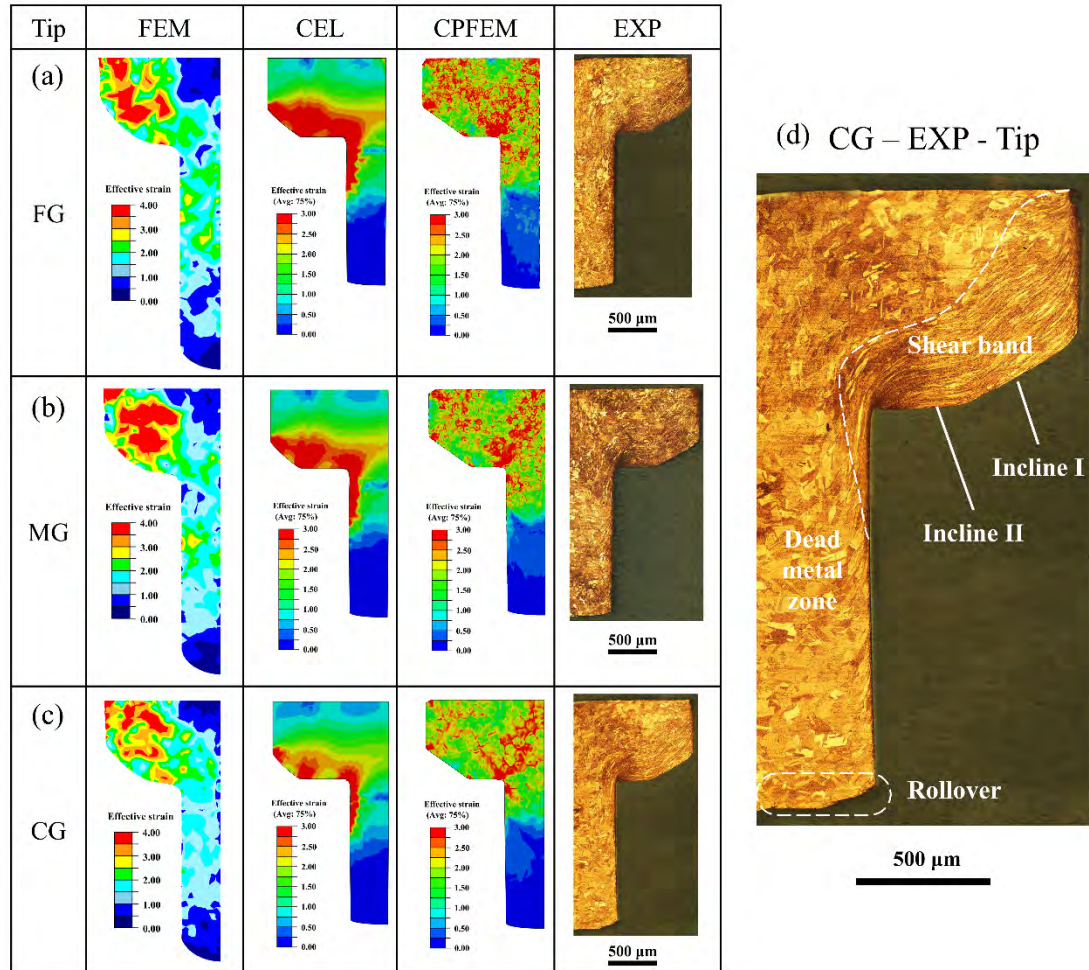 Tip FEM CEL CPFEM EXP
(a)
FG
Effective strain
4.00
3.00
2.00
1.00
0.00
Effective strain
(Avg: 75%)
3.00
2.50
2.00
1.50
1.00
0.50
0.00
Effective strain
(Avg: 75%)
3.00
2.50
2.00
1.50
1.00
0.50
0.00
500 µm
(b)
MG
Effective strain
4.00
3.00
2.00
1.00
0.00
Effective strain
(Avg: 75%)
3.00
2.50
2.00
1.50
1.00
0.50
0.00
Effective strain
(Avg: 75%)
3.00
2.50
2.00
1.50
1.00
0.50
0.00
500 µm
(c)
CG
Effective strain
4.00
3.00
2.00
1.00
0.00
Effective strain
(Avg: 75%)
3.00
2.50
2.00
1.50
1.00
0.50
0.00
Effective strain
(Avg: 75%)
3.00
2.50
2.00
1.50
1.00
0.50
0.00
500 µm
(d) CG – EXP - Tip
Shear band
Incline I
Incline II
Dead
metal
zone
Rollover
500 µm